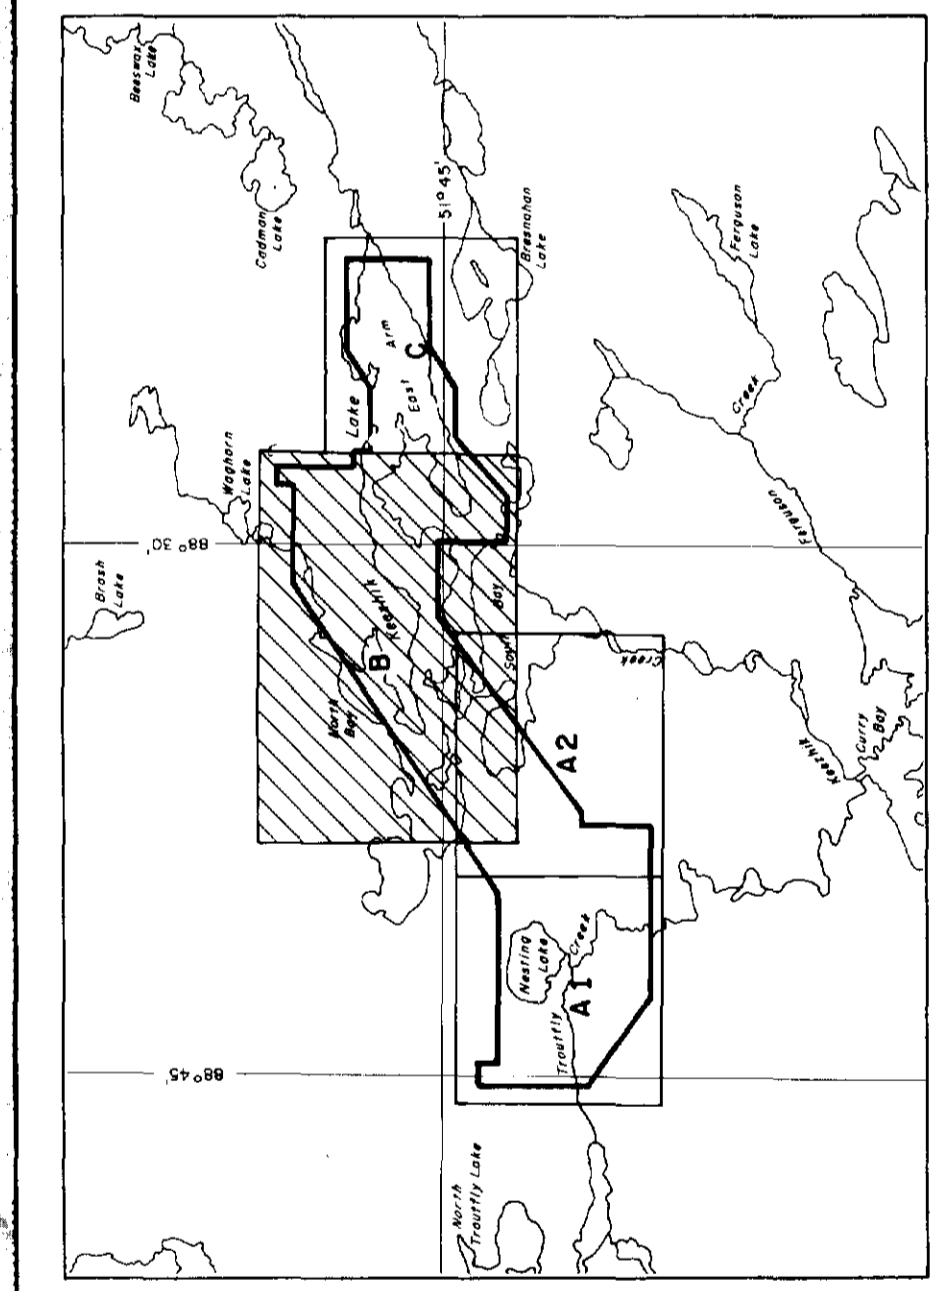 Beeswax
Lake
Cadman
Lake
51° 45'
Bresnahan
Lake
Ferguson
Lake
Waghorn
Lake
Lake
East
Arm
C
Creek
Ferguson
88° 30'
Brash
Lake
Keezhik
B
North
Bay
South
Bay
Creek
Keezhik
Curry
Bay
A2
Nesting
Lake
Troutfly
Creek
A1
88° 45'
North
Troutfly Lake